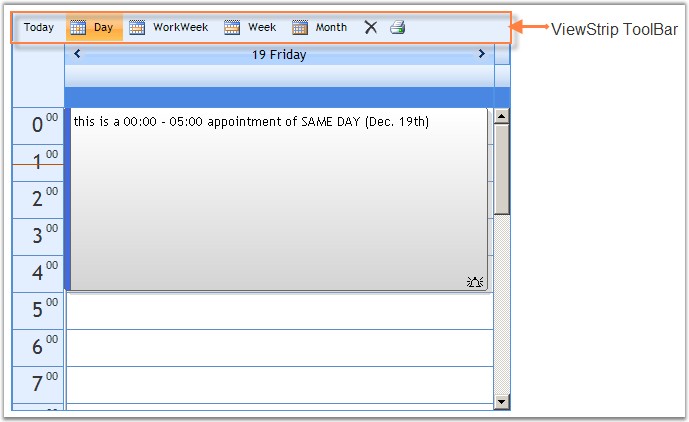 Today Day WorkWeek Week Month
ViewStrip ToolBar
19 Friday
this is a 00:00 - 05:00 appointment of SAME DAY (Dec. 19th)
0 00
1 00
2 00
3 00
4 00
5 00
6 00
7 00